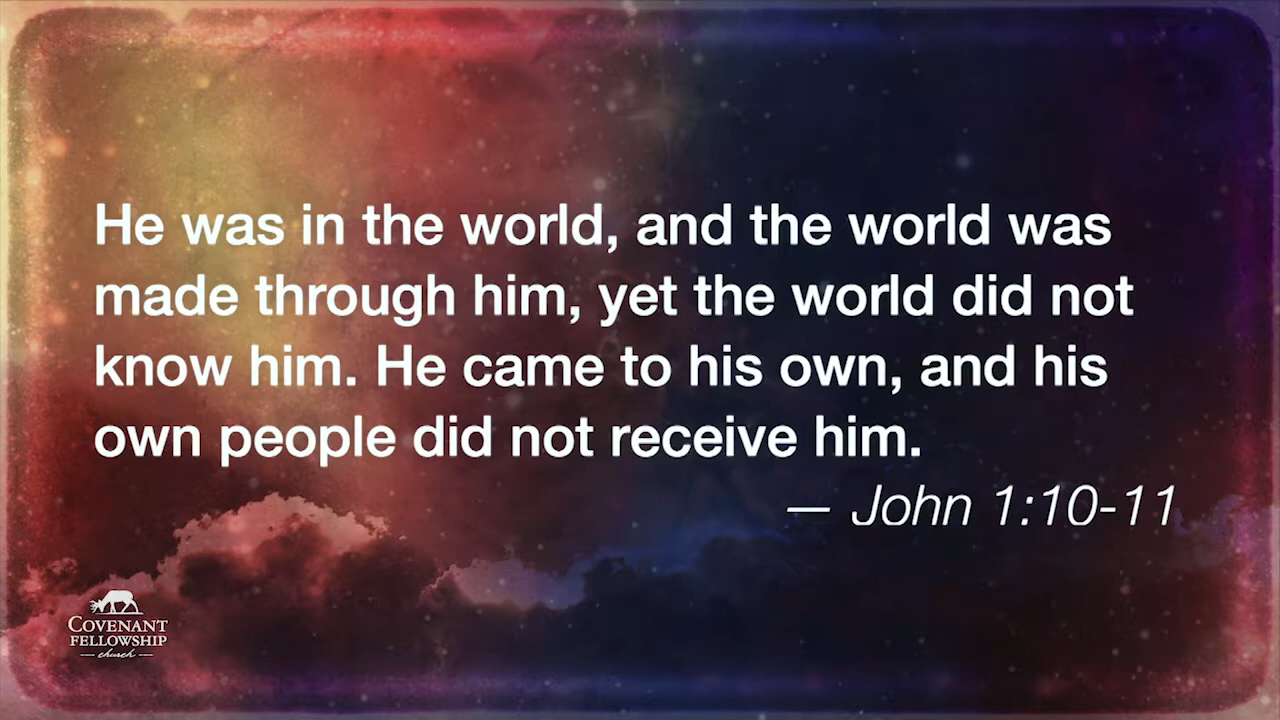 He was in the world, and the world was
made through him, yet the world did not
know him. He came to his own, and his
own people did not receive him.
— John 1:10-11
COVENANT
FELLOWSHIP
church